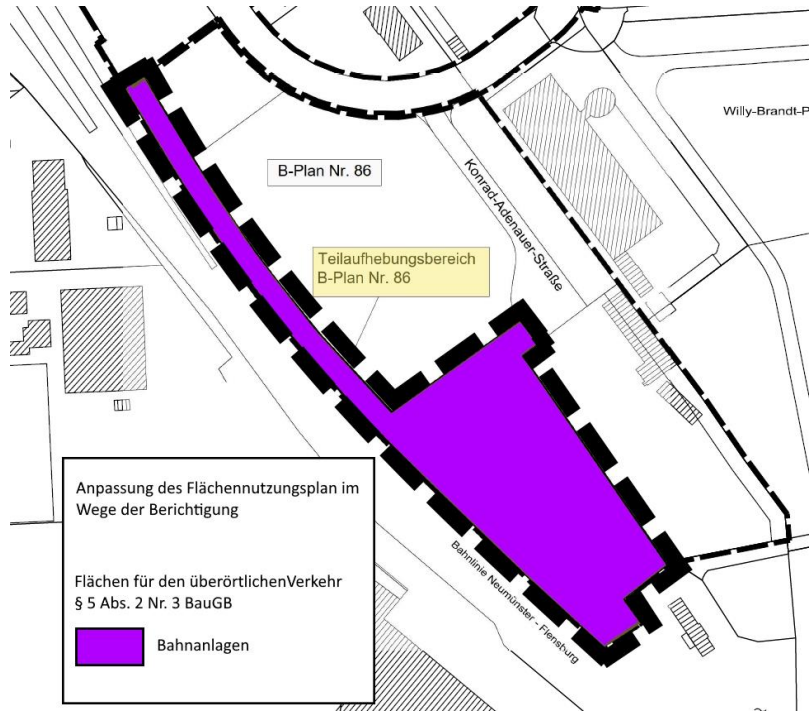 Willy-Brandt-P
B-Plan Nr. 86
Konrad-Adenauer-Straße
Teilaufhebungsbereich
B-Plan Nr. 86
Anpassung des Flächennutzungsplan im
Wege der Berichtigung
Flächen für den überörtlichenVerkehr
§ 5 Abs. 2 Nr. 3 BauGB
Bahnanlagen
Bahnlinie Neumünster - Flensburg